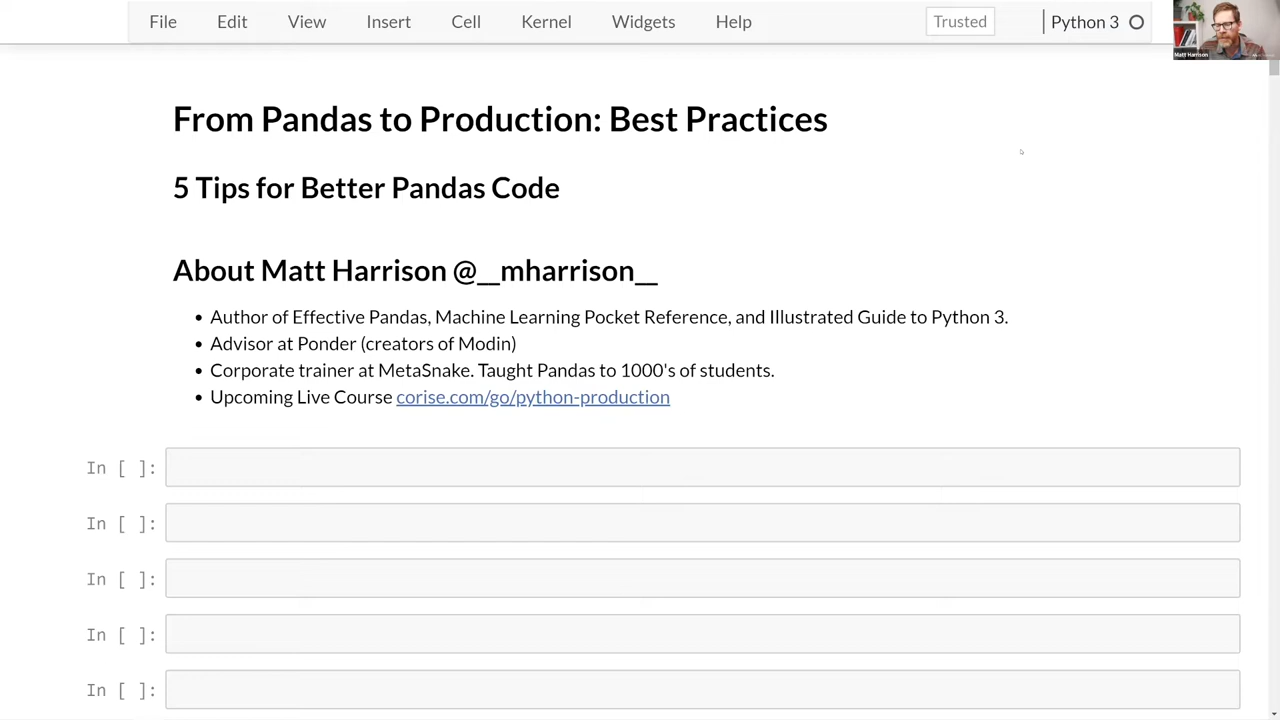 File Edit View Insert Cell Kernel Widgets Help Trusted Python 3
Matt Harrison
From Pandas to Production: Best Practices
5 Tips for Better Pandas Code
About Matt Harrison @__mharrison__
• Author of Effective Pandas, Machine Learning Pocket Reference, and Illustrated Guide to Python 3.
• Advisor at Ponder (creators of Modin)
• Corporate trainer at MetaSnake. Taught Pandas to 1000's of students.
• Upcoming Live Course corise.com/go/python-production
In [ ]:
In [ ]:
In [ ]:
In [ ]:
In [ ]: